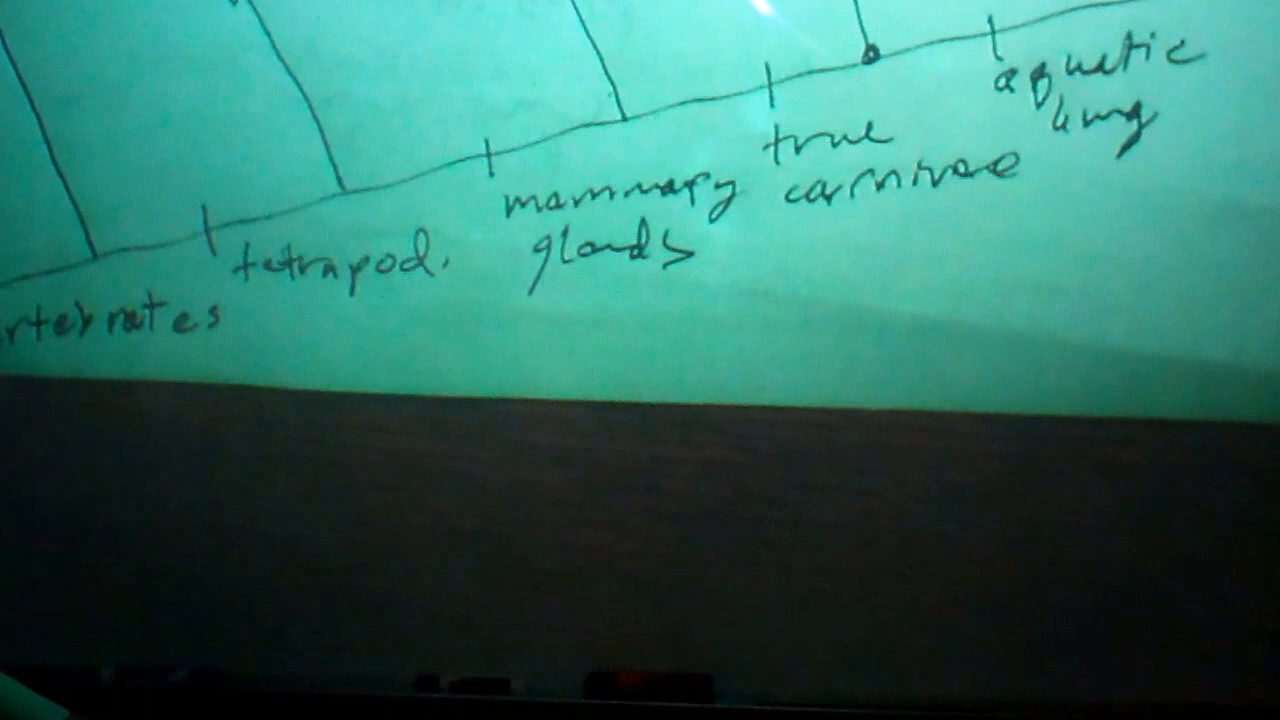 aquatic
lung
true
mammary carnivore
glands
tetrapod.
rtebrates